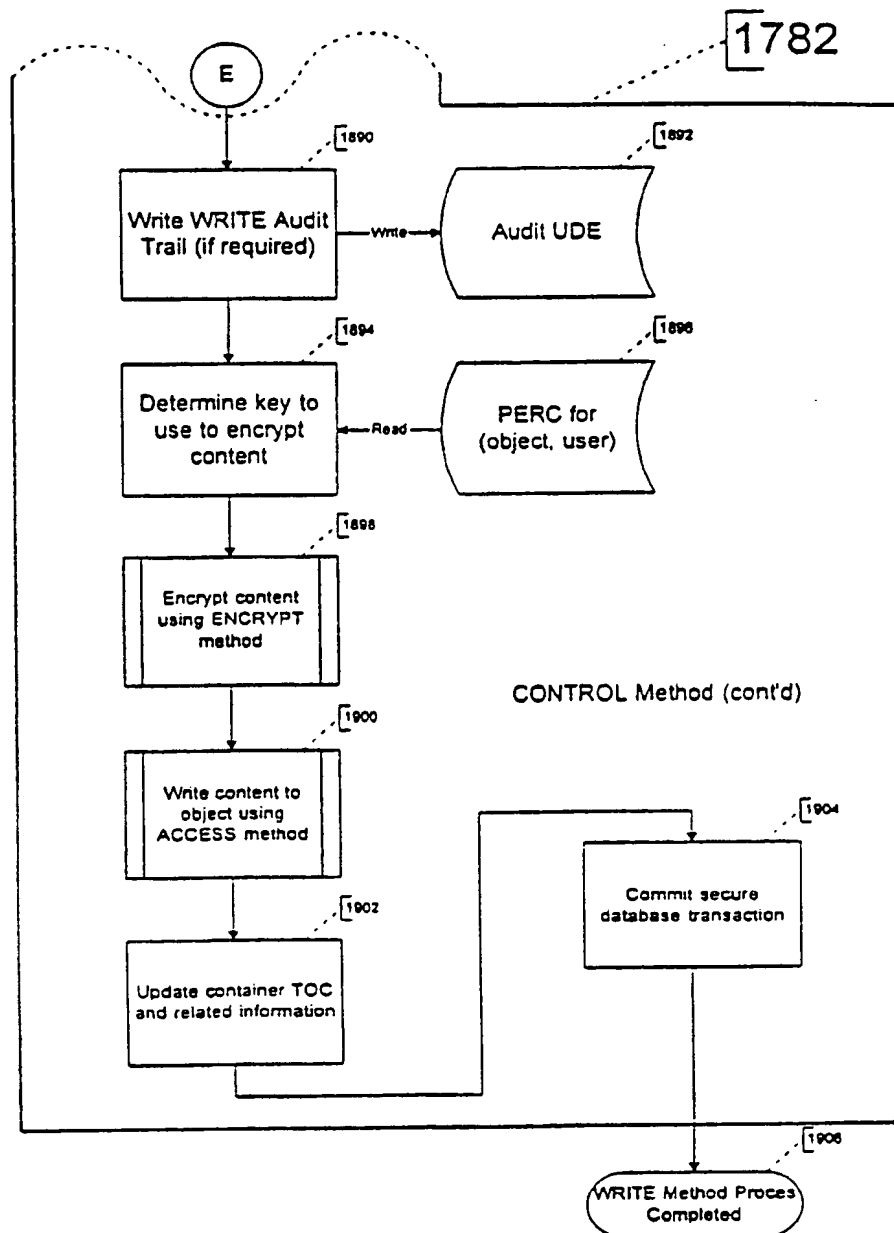 1782
E
1890
Write WRITE Audit
Trail (if required)
Write
1892
Audit UDE
1894
Determine key to
use to encrypt
content
Read
1896
PERC for
(object, user)
1898
Encrypt content
using ENCRYPT
method
CONTROL Method (cont'd)
1900
Write content to
object using
ACCESS method
1904
Commit secure
database transaction
1902
Update container TOC
and related information
1906
WRITE Method Proces
Completed